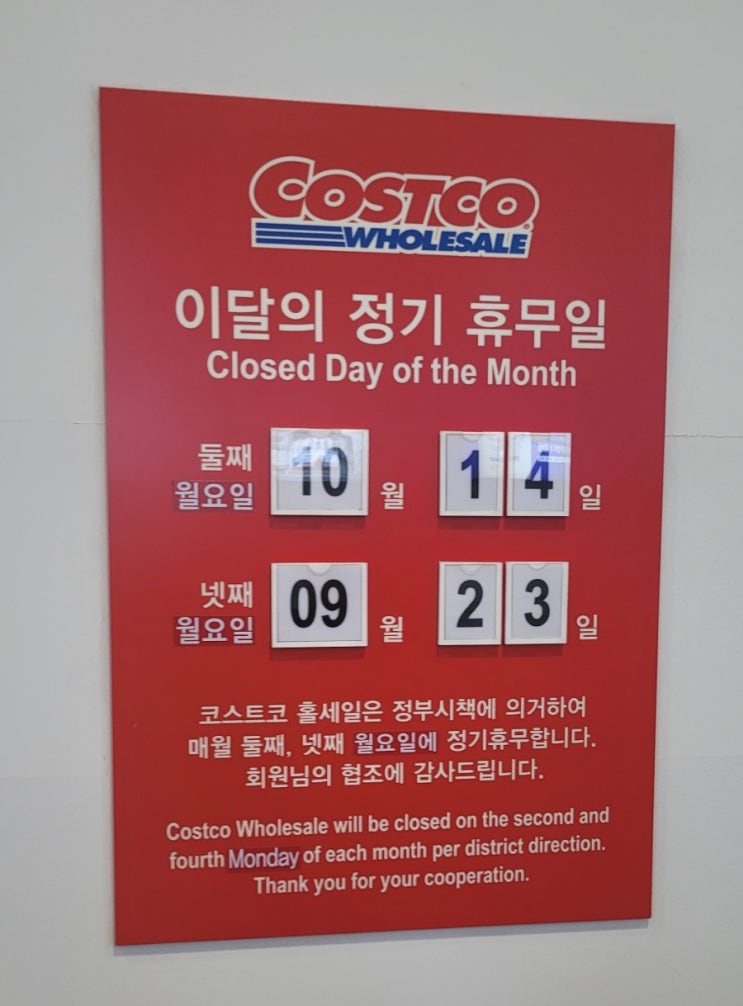 COSTCO
WHOLESALE
이달의 정기 휴무일
Closed Day of the Month
둘째
월요일 10 월 14 일
넷째
월요일 09 월 23 일
코스트코 홀세일은 정부시책에 의거하여
매월 둘째, 넷째 월요일에 정기휴무합니다.
회원님의 협조에 감사드립니다.
Costco Wholesale will be closed on the second and
fourth Monday of each month per district direction.
Thank you for your cooperation.